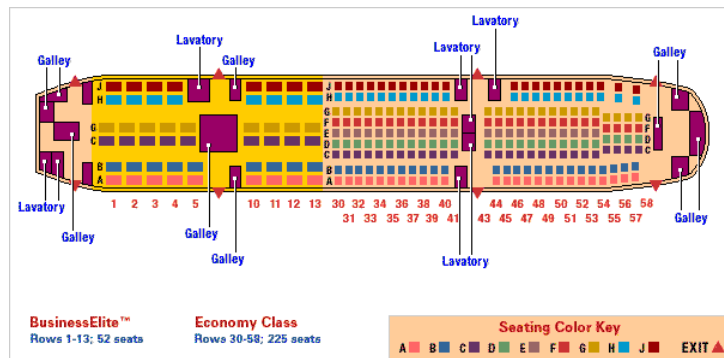 Lavatory
Lavatory
Lavatory
Galley
Galley
Galley
J
H
G
C
B
A
J
H
G
F
E
D
C
B
A
G
F
E
D
C
1 2 3 4 5 10 11 12 13 30 32 34 35 36 38 40 44 46 48 50 52 54 56 58
31 33 35 37 39 41 43 45 47 49 51 53 55 57
Lavatory
Galley
Galley
Galley
Lavatory
Galley
BusinessElite™
Rows 1-13; 52 seats
Economy Class
Rows 30-58; 225 seats
Seating Color Key
A B C D E F G H J EXIT